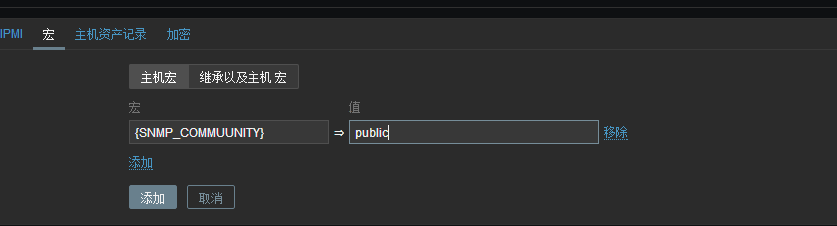 IPMI 宏 主机资产记录 加密
主机宏 继承以及主机 宏
宏 值
{SNMP_COMMUUNITY} ⇒ public 移除
添加
添加 取消